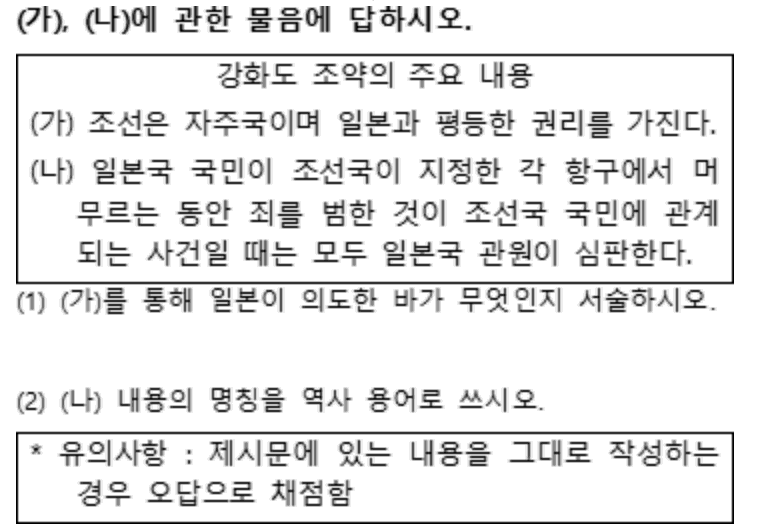 (가), (나)에 관한 물음에 답하시오.
강화도 조약의 주요 내용
(가) 조선은 자주국이며 일본과 평등한 권리를 가진다.
(나) 일본국 국민이 조선국이 지정한 각 항구에서 머
무르는 동안 죄를 범한 것이 조선국 국민에 관계
되는 사건일 때는 모두 일본국 관원이 심판한다.
(1) (가)를 통해 일본이 의도한 바가 무엇인지 서술하시오.
(2) (나) 내용의 명칭을 역사 용어로 쓰시오.
* 유의사항 : 제시문에 있는 내용을 그대로 작성하는
경우 오답으로 채점함